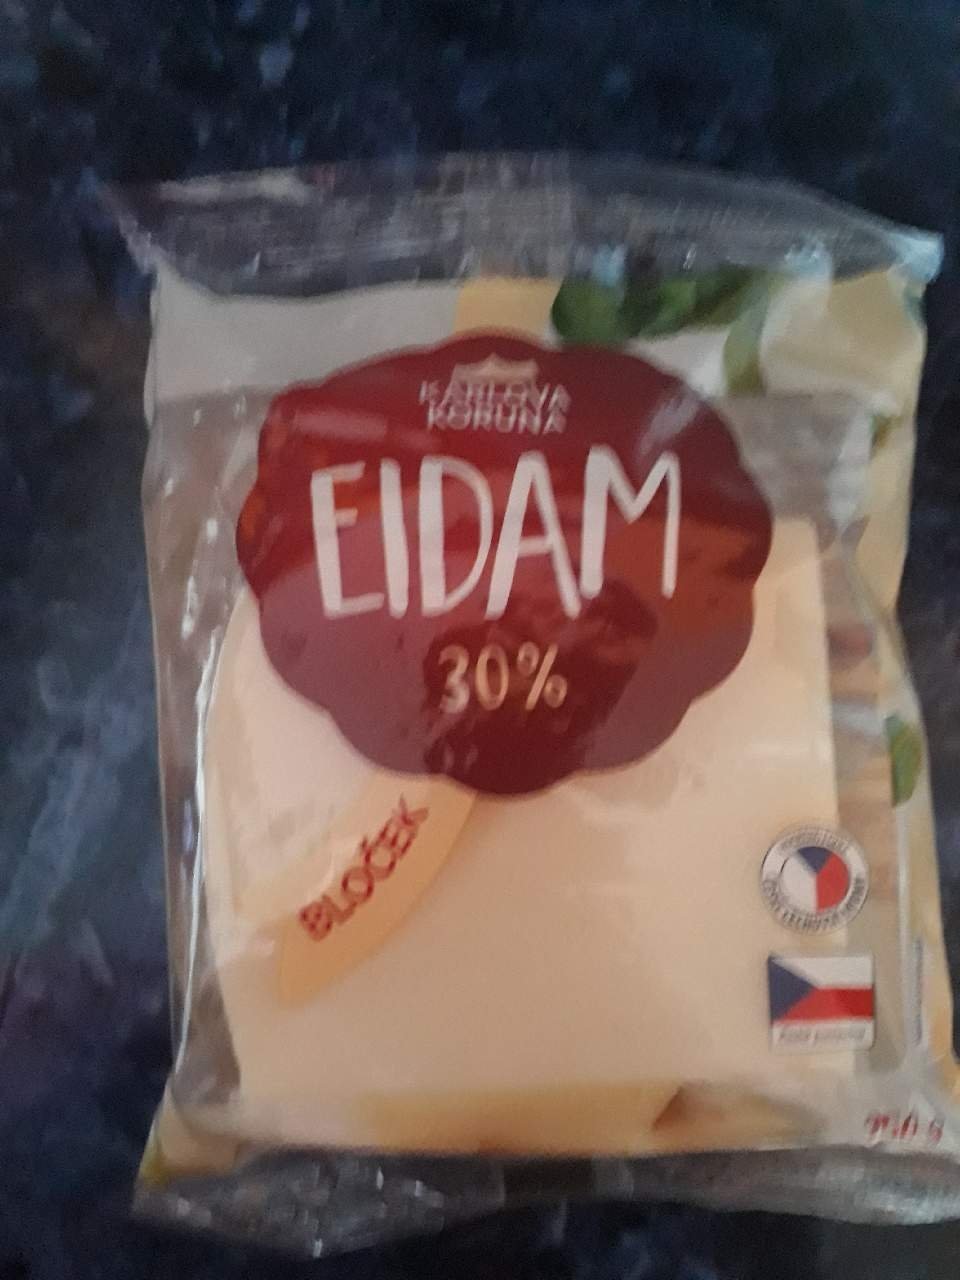 KARLOVA
KORUNA
EIDAM
30%
BLOČEK